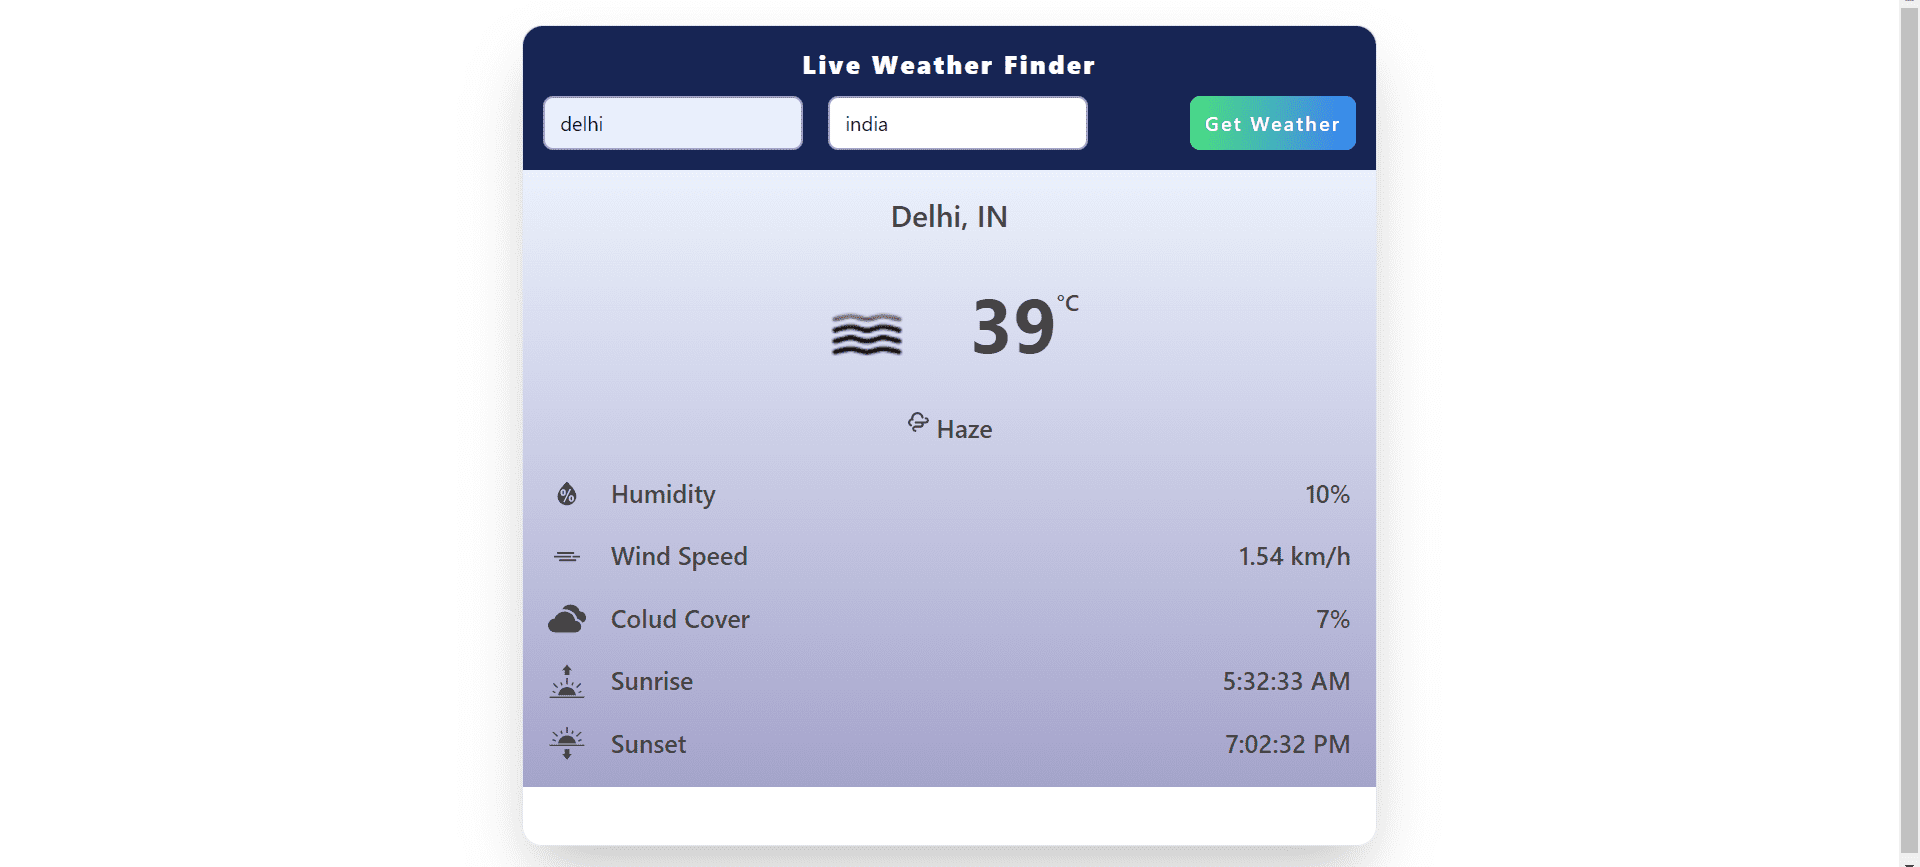 Live Weather Finder
delhi india Get Weather
Delhi, IN
39°C
Haze
Humidity 10%
Wind Speed 1.54 km/h
Colud Cover 7%
Sunrise 5:32:33 AM
Sunset 7:02:32 PM